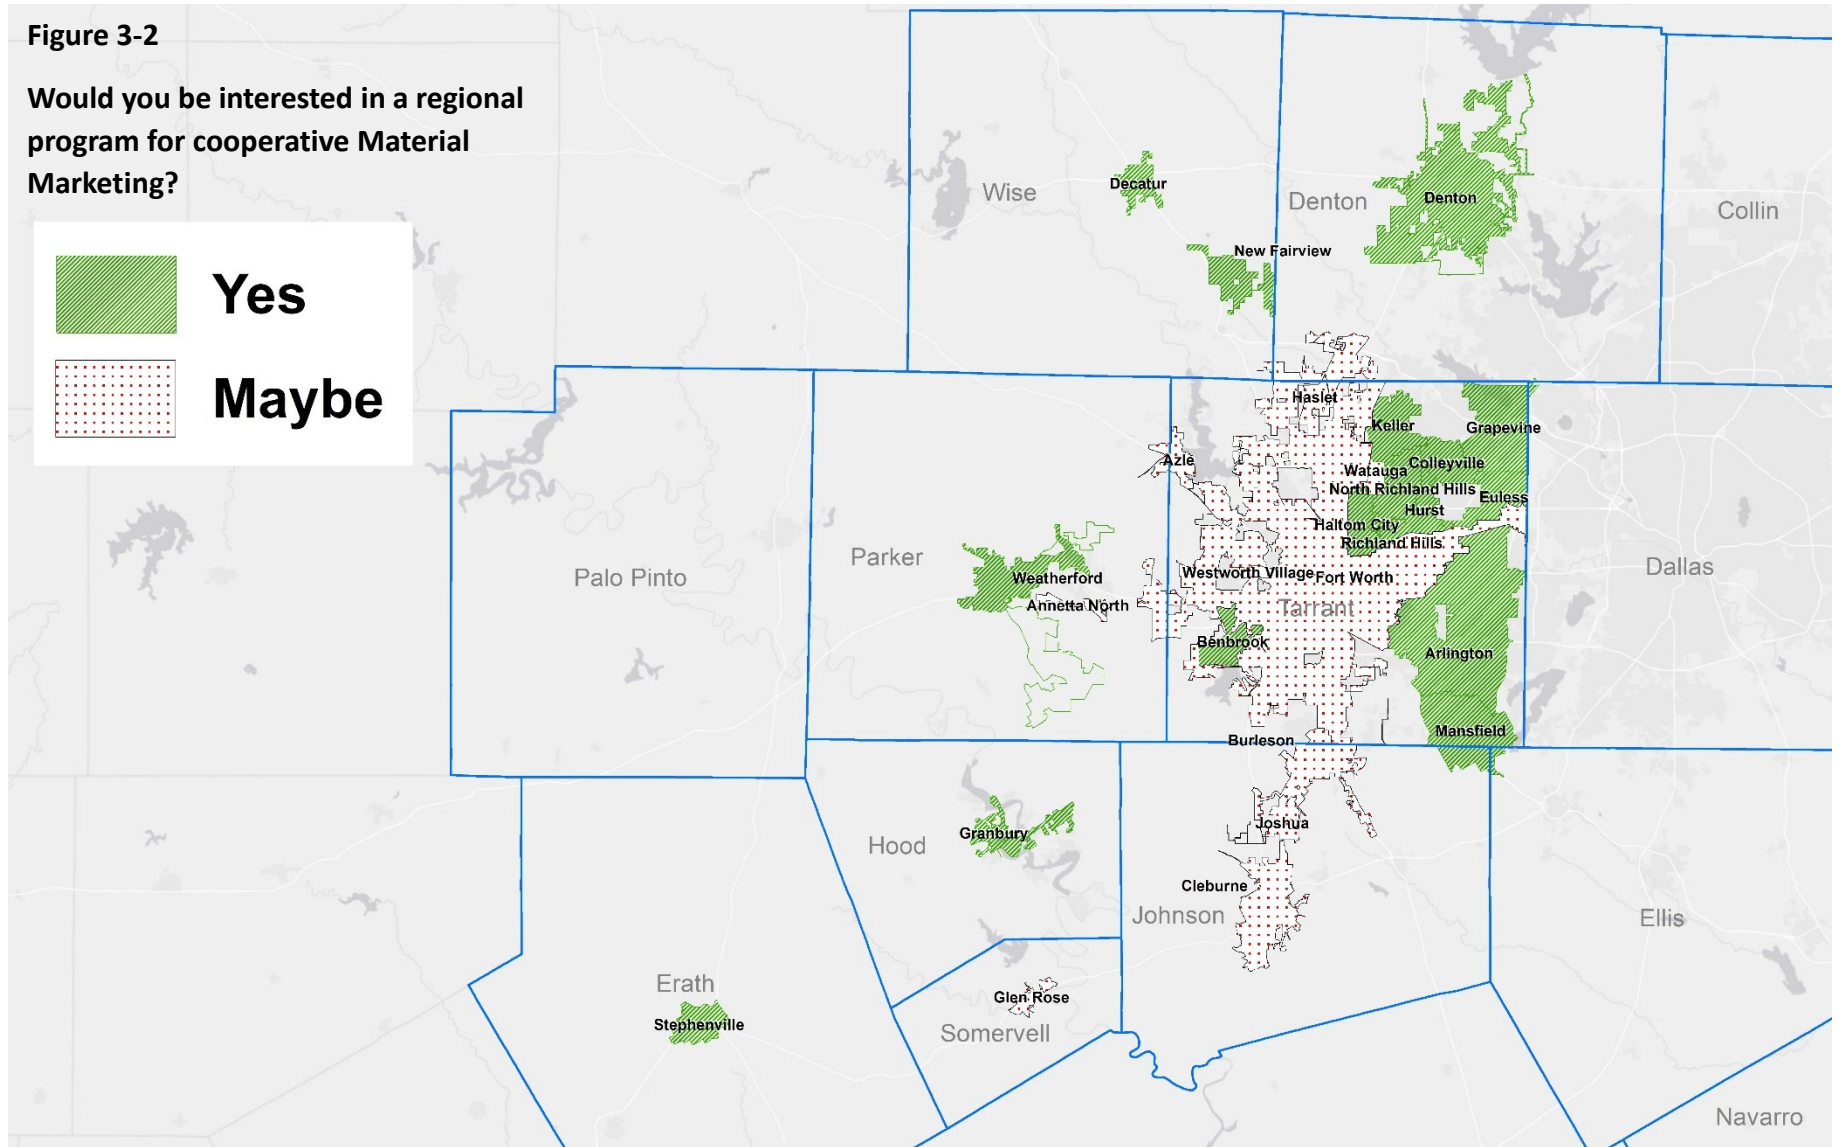 Figure 3-2
Would you be interested in a regional
program for cooperative Material
Marketing?
Yes
Maybe
Wise
Decatur
Denton
Denton
Collin
New Fairview
Haslet
Keller
Grapevine
Azle
Watauga
Colleyville
North Richland Hills
Euless
Hurst
Haltom City
Richland Hills
Palo Pinto
Parker
Weatherford
Annetta North
Westworth Village
Fort Worth
Tarrant
Dallas
Benbrook
Arlington
Mansfield
Burleson
Hood
Granbury
Joshua
Cleburne
Johnson
Ellis
Erath
Stephenville
Glen Rose
Somervell
Navarro